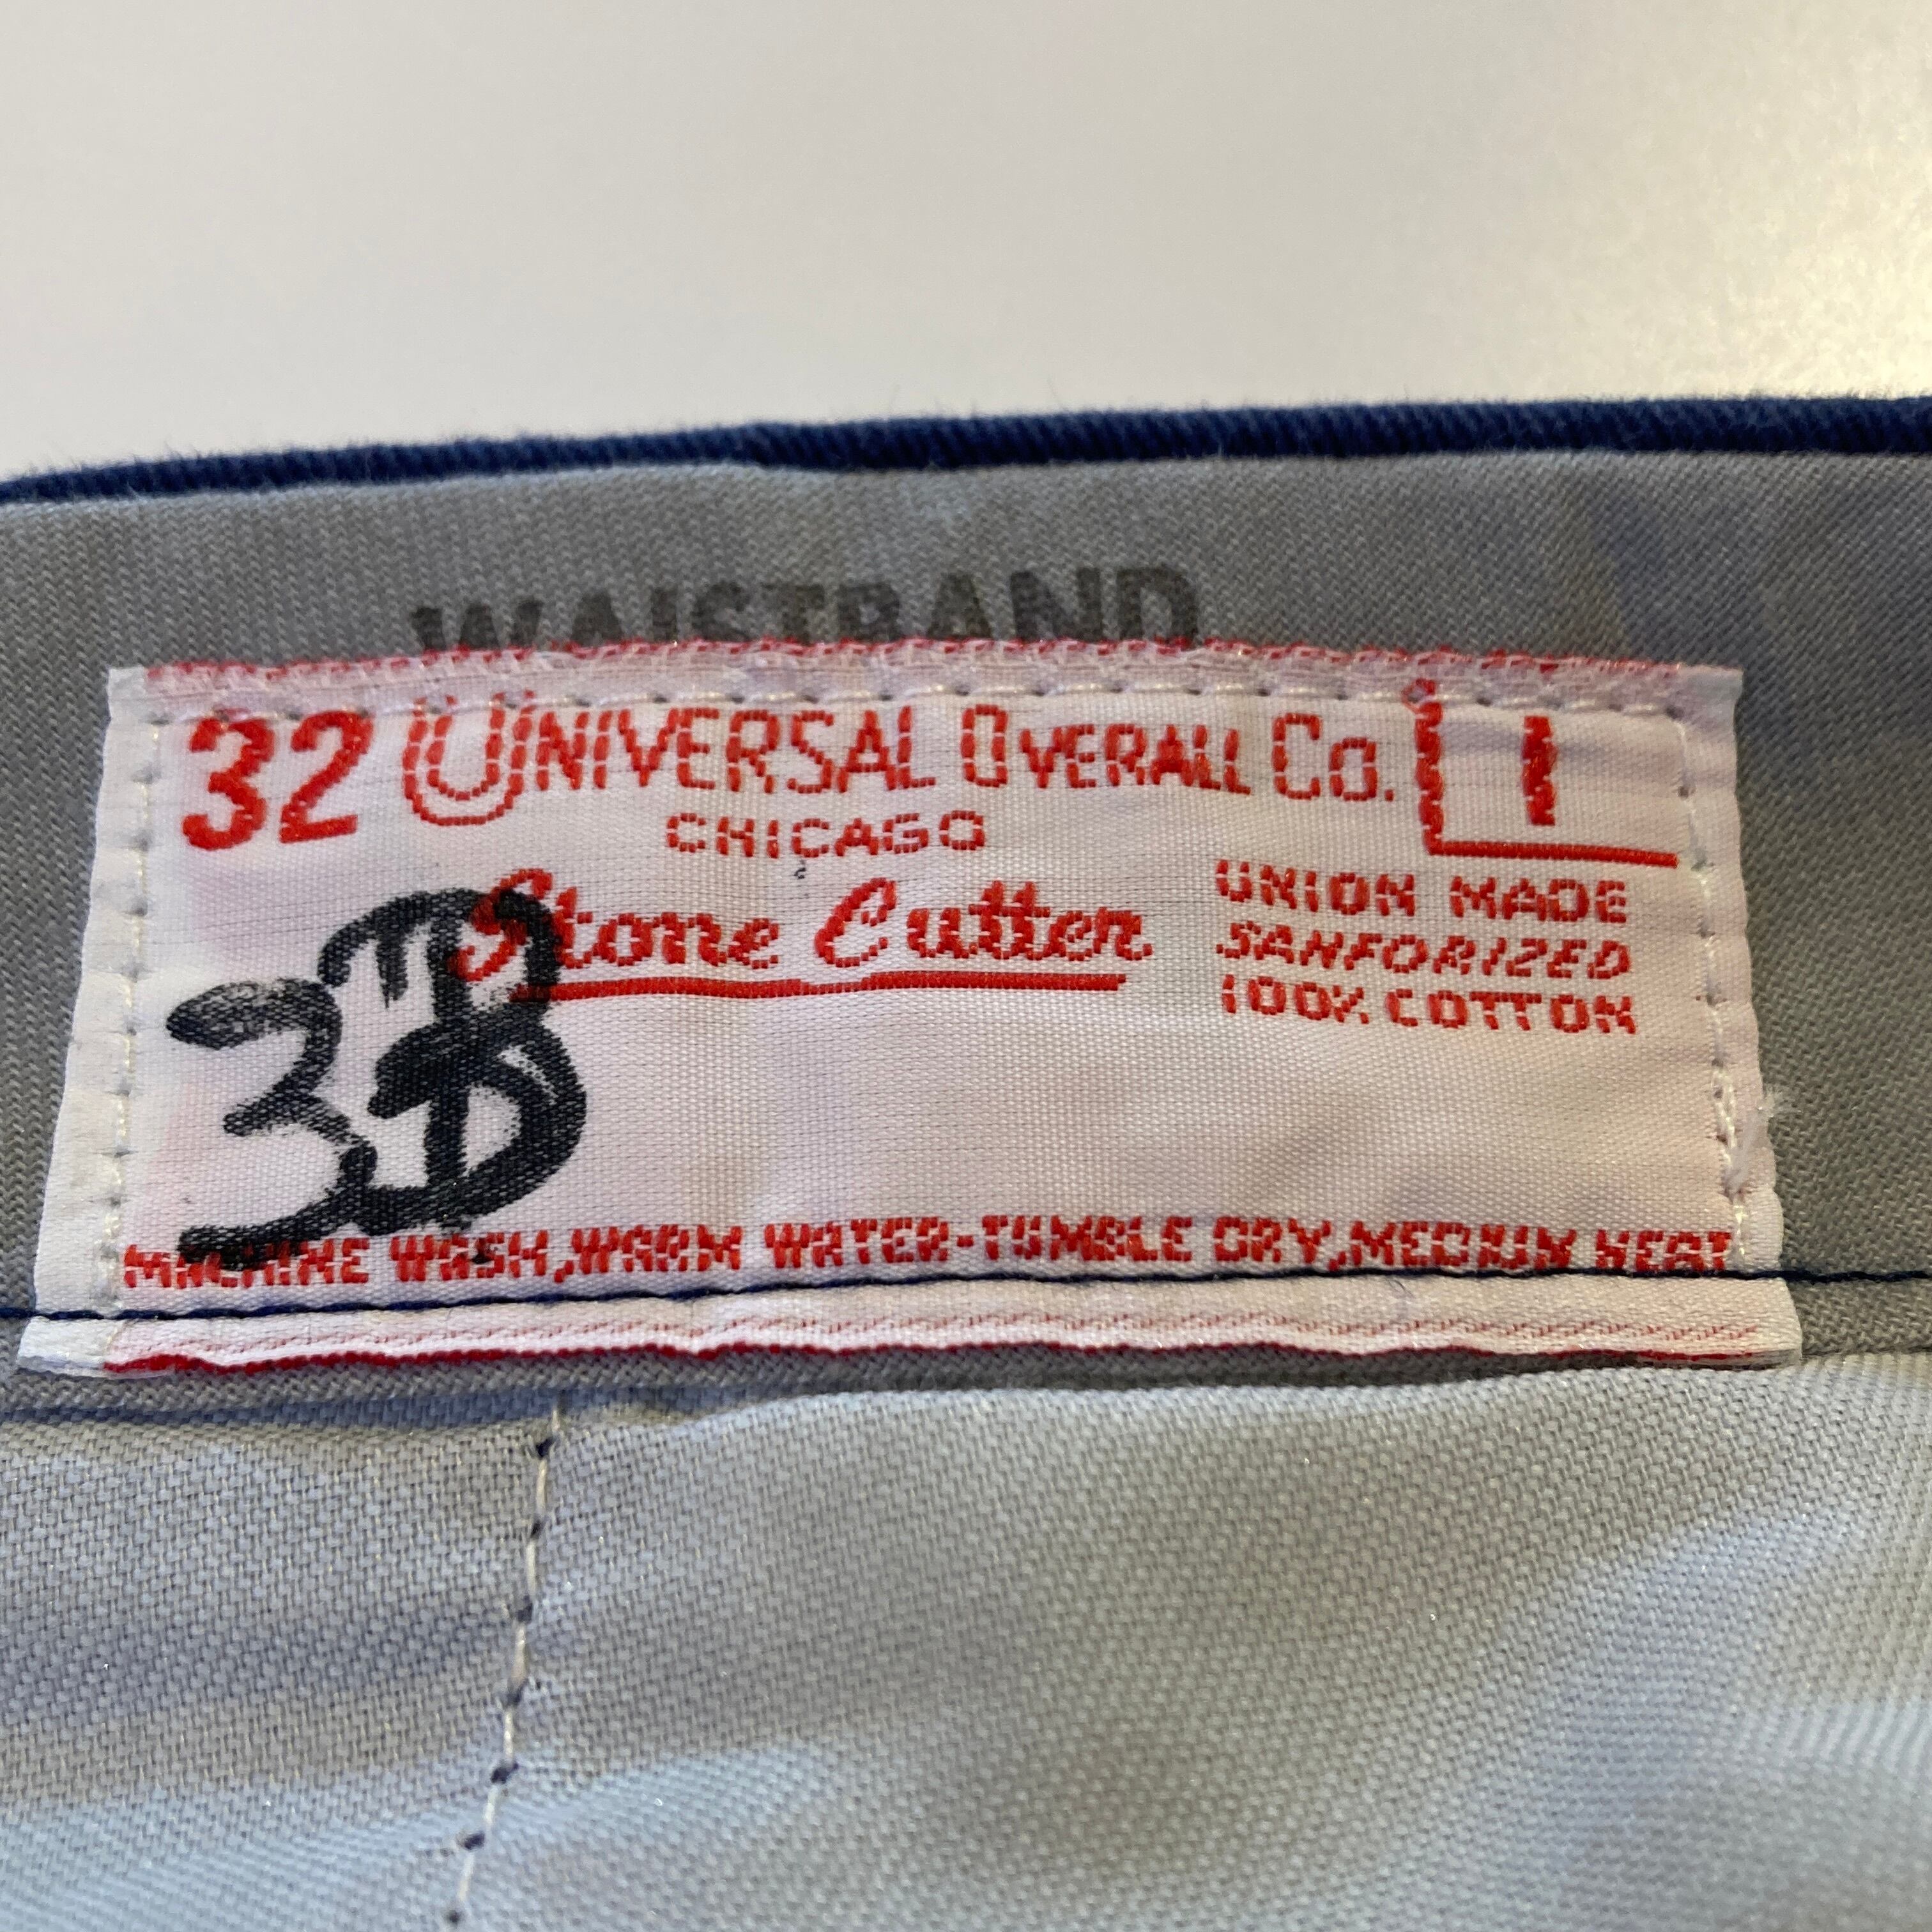 WAISTBAND
32 UNIVERSAL OVERALL CO. I
CHICAGO
Stone Cutter
UNION MADE
SANFORIZED
100% COTTON
MACHINE WASH, WARM WATER-TUMBLE DRY, MEDIUM HEAT